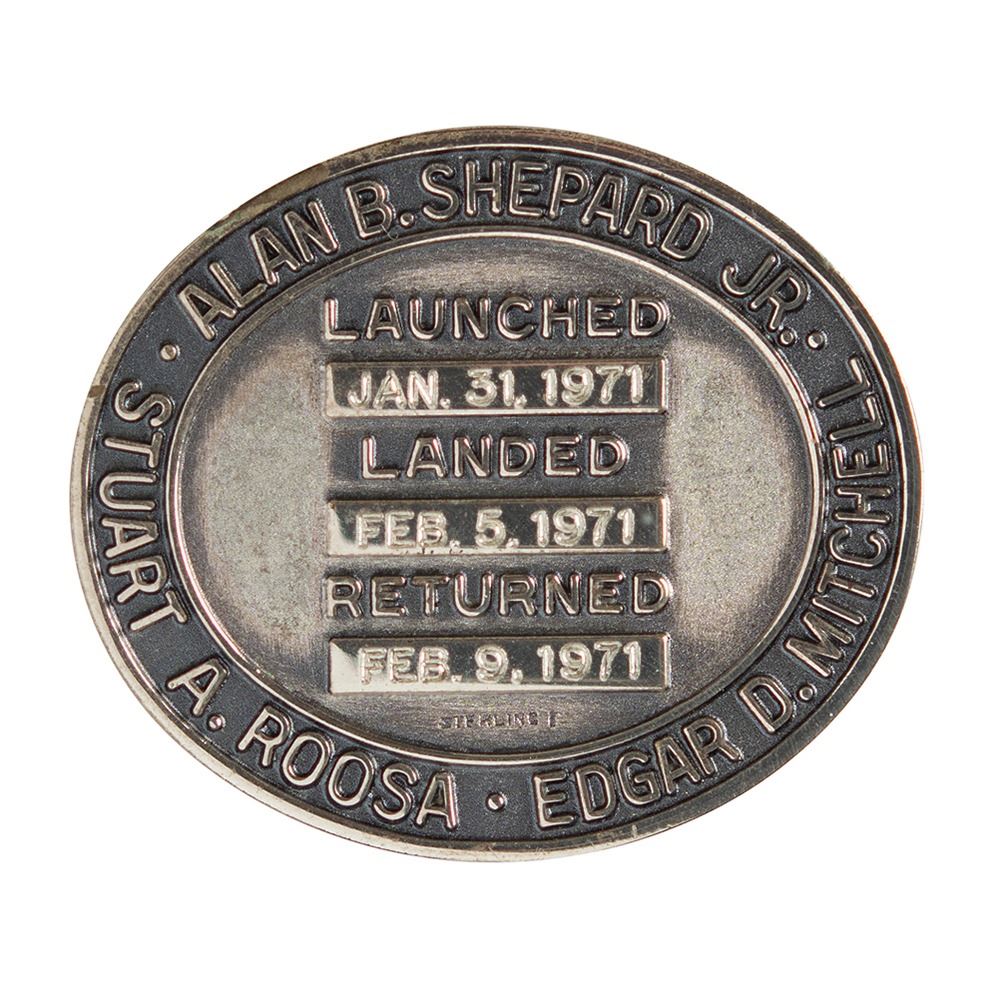 · ALAN B. SHEPARD JR. ·
STUART A. ROOSA · EDGAR D. MITCHELL
LAUNCHED
JAN. 31, 1971
LANDED
FEB. 5, 1971
RETURNED
FEB. 9, 1971
STERLING